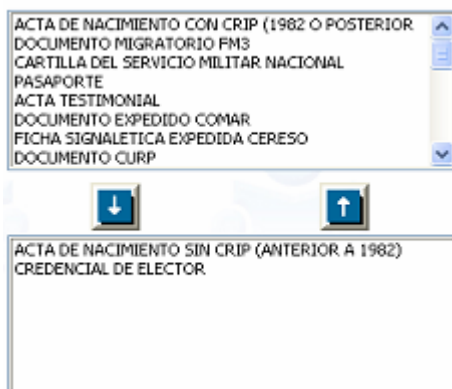 ACTA DE NACIMIENTO CON CRIP (1982 O POSTERIOR
DOCUMENTO MIGRATORIO FM3
CARTILLA DEL SERVICIO MILITAR NACIONAL
PASAPORTE
ACTA TESTIMONIAL
DOCUMENTO EXPEDIDO COMAR
FICHA SIGNALETICA EXPEDIDA CERESO
DOCUMENTO CURP
ACTA DE NACIMIENTO SIN CRIP (ANTERIOR A 1982)
CREDENCIAL DE ELECTOR